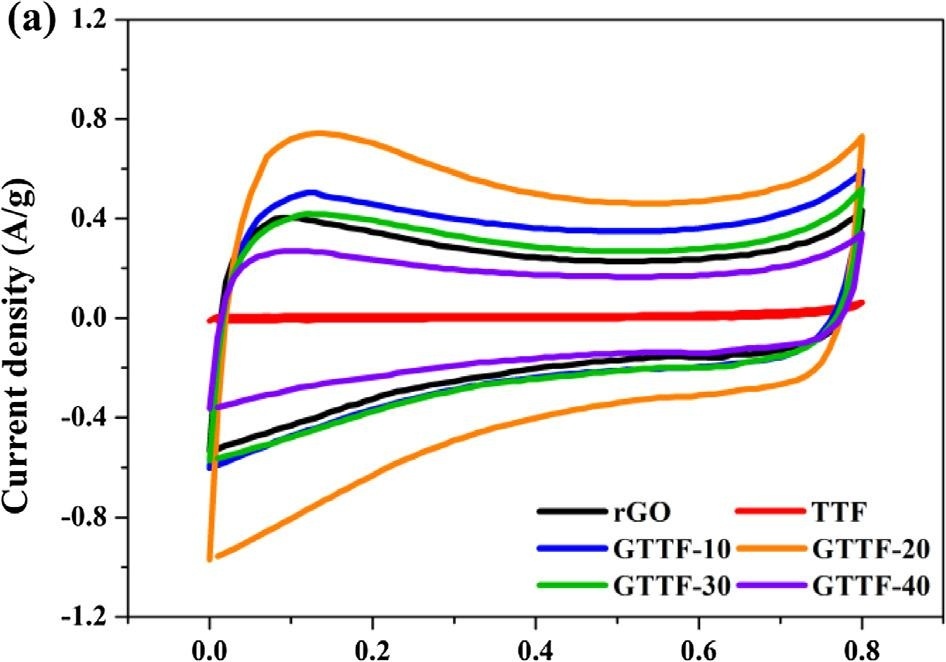 (a)
Current density (A/g)
1.2
0.8
0.4
0.0
-0.4
-0.8
-1.2
rGO TTF
GTTF-10 GTTF-20
GTTF-30 GTTF-40
0.0 0.2 0.4 0.6 0.8